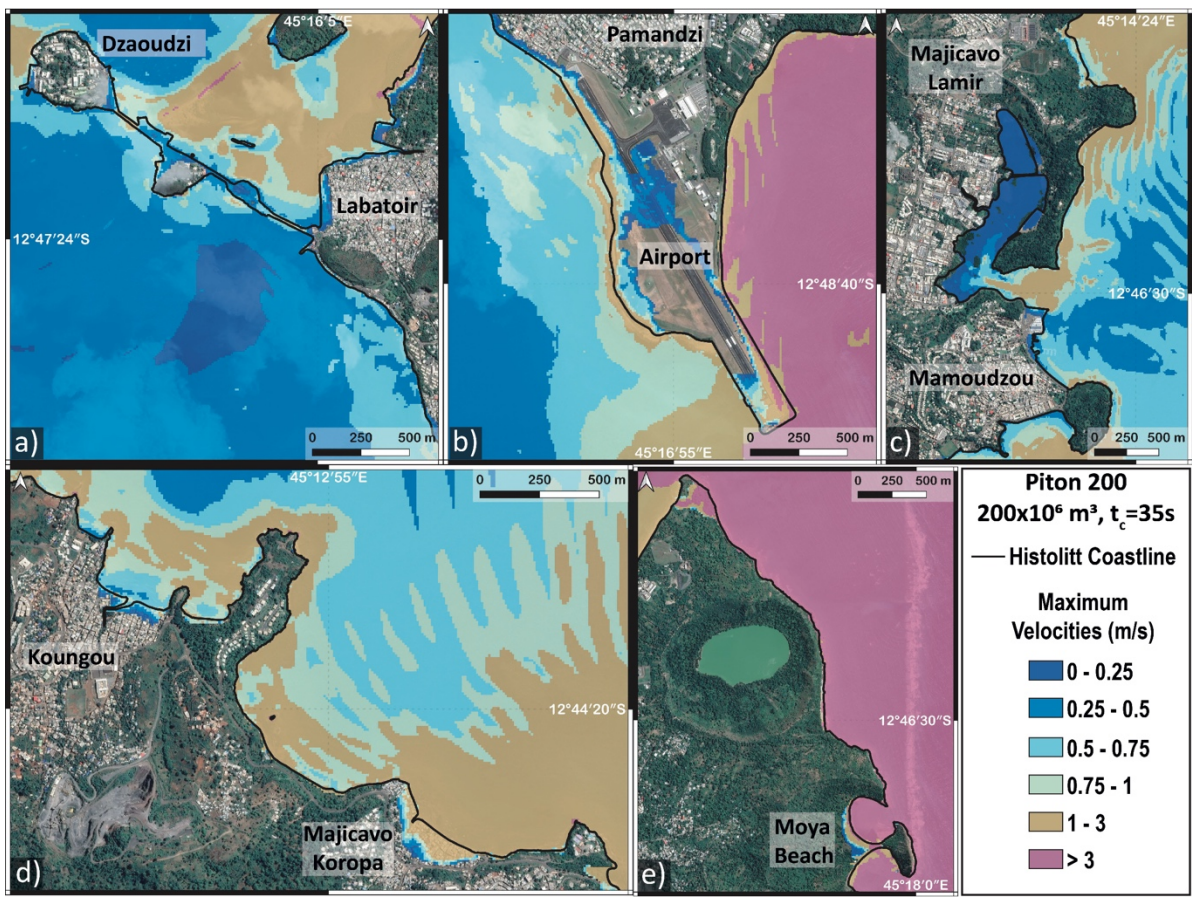 45°16′5″E
Dzaoudzi
Labatoir
12°47′24″S
0 250 500 m
a)
Pamandzi
Airport
12°48′40″S
0 250 500 m
45°16′55″E
b)
45°14′24″E
Majicavo
Lamir
12°46′30″S
Mamoudzou
0 250 500 m
c)
45°12′55″E
0 250 500 m
Koungou
12°44′20″S
Majicavo
Koropa
d)
0 250 500 m
12°46′30″S
Moya
Beach
45°18′0″E
e)
Piton 200
200x10⁶ m³, t꜀=35s
Histolitt Coastline
Maximum
Velocities (m/s)
0 - 0.25
0.25 - 0.5
0.5 - 0.75
0.75 - 1
1 - 3
> 3